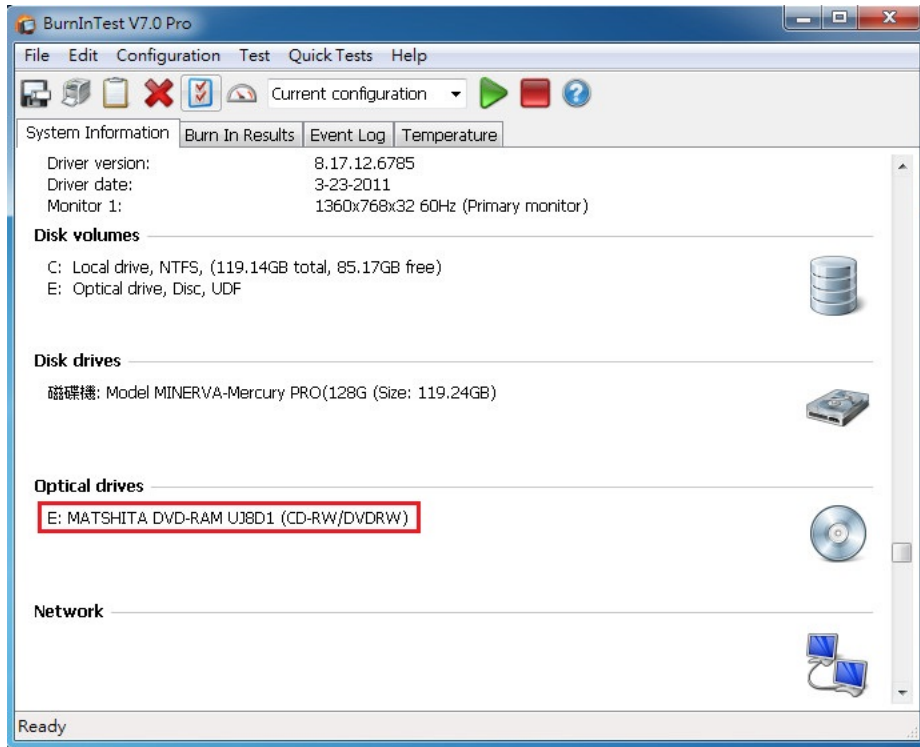 BurnInTest V7.0 Pro
File Edit Configuration Test Quick Tests Help
Current configuration
System Information Burn In Results Event Log Temperature
Driver version: 8.17.12.6785
Driver date: 3-23-2011
Monitor 1: 1360x768x32 60Hz (Primary monitor)
Disk volumes
C: Local drive, NTFS, (119.14GB total, 85.17GB free)
E: Optical drive, Disc, UDF
Disk drives
磁碟機: Model MINERVA-Mercury PRO(128G (Size: 119.24GB)
Optical drives
E: MATSHITA DVD-RAM UJ8D1 (CD-RW/DVDRW)
Network
Ready